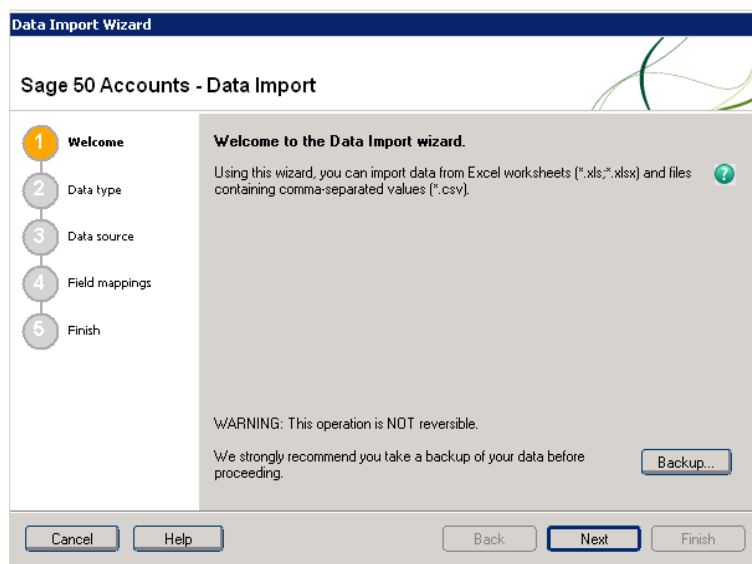 Data Import Wizard
Sage 50 Accounts - Data Import
1 Welcome
2 Data type
3 Data source
4 Field mappings
5 Finish
Welcome to the Data Import wizard.
Using this wizard, you can import data from Excel worksheets (*.xls;*.xlsx) and files
containing comma-separated values (*.csv).
?
WARNING: This operation is NOT reversible.
We strongly recommend you take a backup of your data before
proceeding.
Backup...
Cancel Help Back Next Finish